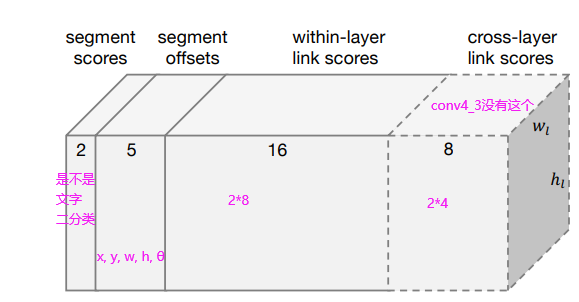 segment scores
segment offsets
within-layer link scores
cross-layer link scores
conv4_3没有这个
w_l
h_l
2
5
16
8
是不是
文字
二分类
x, y, w, h, θ
2*8
2*4